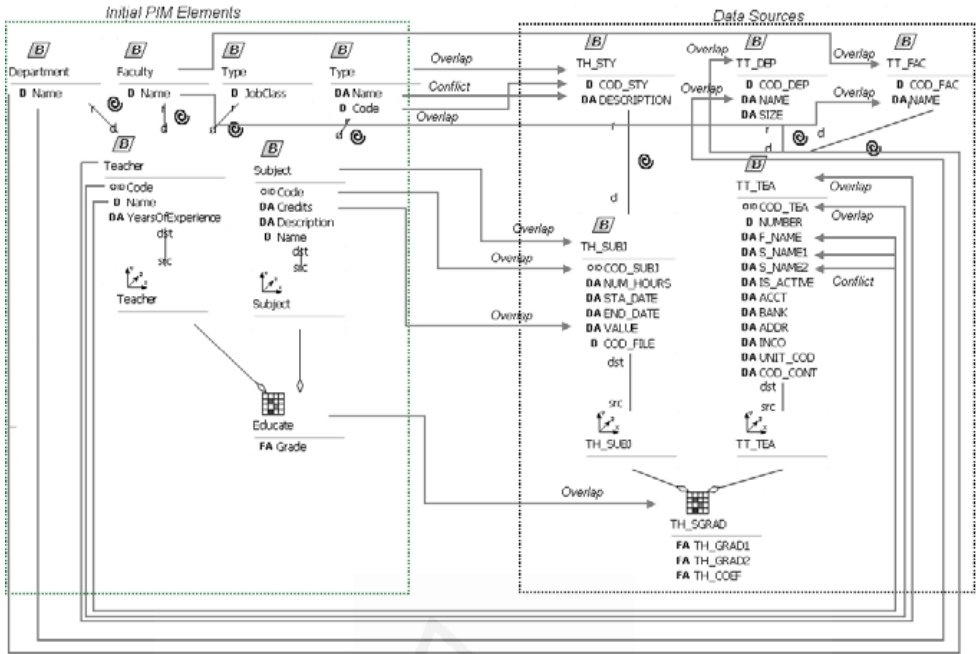 Initial PIM Elements
Data Sources
B
B
B
B
B
B
B
Department
Faculty
Type
Type
Overlap
TH_STY
Overlap
TT_DEP
Overlap
TT_FAC
D Name
D Name
D JobClass
DA Name
D Code
Conflict
Overlap
D COD_STY
DA DESCRIPTION
Overlap
D COD_DEP
DA NAME
DA SIZE
Overlap
D COD_FAC
DA NAME
r
d
d
d
d
r
r
d
d
B
B
B
Teacher
Subject
TT_TEA
Overlap
OID Code
D Name
DA YearsOfExperience
OID Code
DA Credits
DA Description
D Name
d
OID COD_TEA
Overlap
D NUMBER
DA F_NAME
DA S_NAME1
DA S_NAME2
Conflict
DA IS_ACTIVE
DA ACCT
DA BANK
DA ADDR
DA INCO
DA UNIT_COD
DA COD_CONT
dst
src
dst
src
B
Overlap
TH_SUBJ
Overlap
OID COD_SUBJ
DA NUM_HOURS
DA STA_DATE
DA END_DATE
Overlap
DA VALUE
D COD_FILE
Teacher
Subject
dst
src
dst
src
Educate
FA Grade
TH_SUBJ
TT_TEA
Overlap
TH_SGRAD
FA TH_GRAD1
FA TH_GRAD2
FA TH_COEF